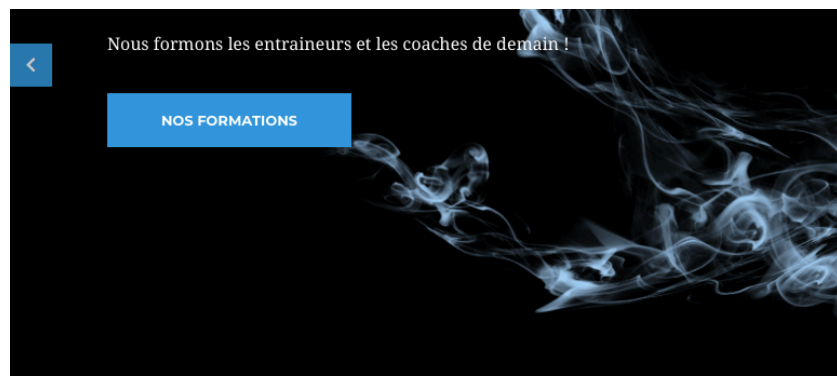 Nous formons les entraineurs et les coaches de demain !
NOS FORMATIONS